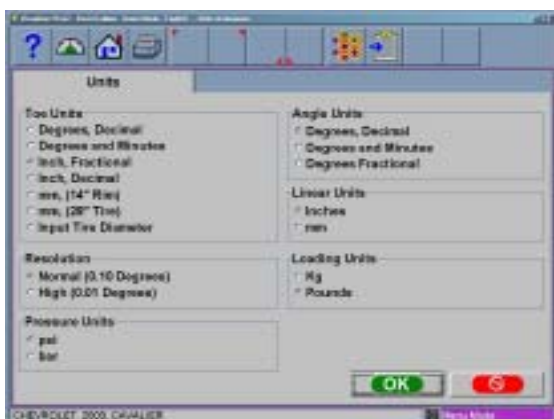 Units
Toe Units
Degrees, Decimal
Degrees and Minutes
Inch, Fractional
Inch, Decimal
mm, (14" Rim)
mm, (28" Tire)
Input Tire Diameter
Resolution
Normal (0.10 Degrees)
High (0.01 Degrees)
Pressure Units
psi
bar
Angle Units
Degrees, Decimal
Degrees and Minutes
Degrees Fractional
Linear Units
Inches
mm
Loading Units
Kg
Pounds
OK
CHEVROLET, 2000, CAVALIER
Menu Mode